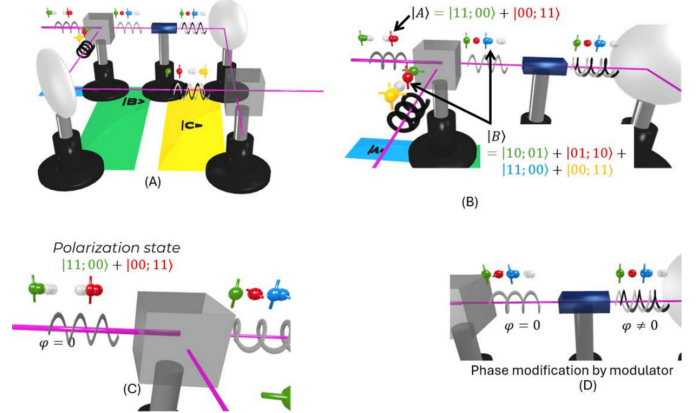 |B>
|C>
(A)
|A⟩ = |11; 00⟩ + |00; 11⟩
|B⟩
= |10; 01⟩ + |01; 10⟩ +
|11; 00⟩ + |00; 11⟩
(B)
Polarization state
|11; 00⟩ + |00; 11⟩
φ = 0
(C)
φ = 0
φ ≠ 0
Phase modification by modulator
(D)